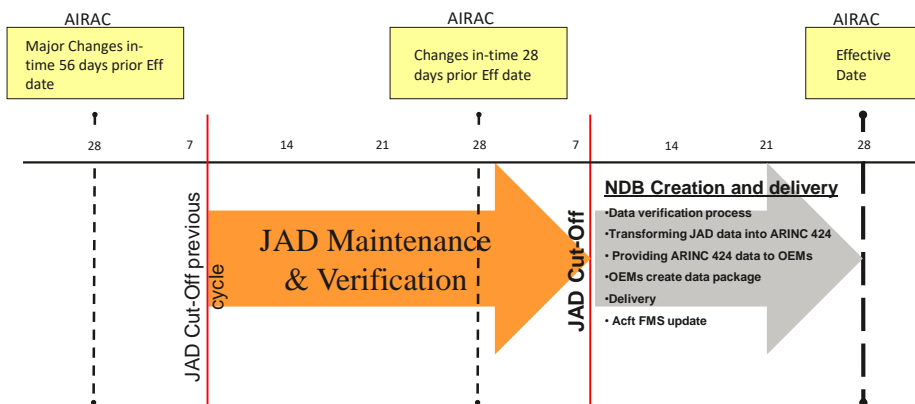 AIRAC
AIRAC
AIRAC
Major Changes in-
time 56 days prior Eff
date
Changes in-time 28
days prior Eff date
Effective
Date
28
7
14
21
28
7
14
21
28
JAD Cut-Off previous
cycle
JAD Maintenance
& Verification
JAD Cut-Off
NDB Creation and delivery
•Data verification process
•Transforming JAD data into ARINC 424
• Providing ARINC 424 data to OEMs
•OEMs create data package
•Delivery
• Acft FMS update